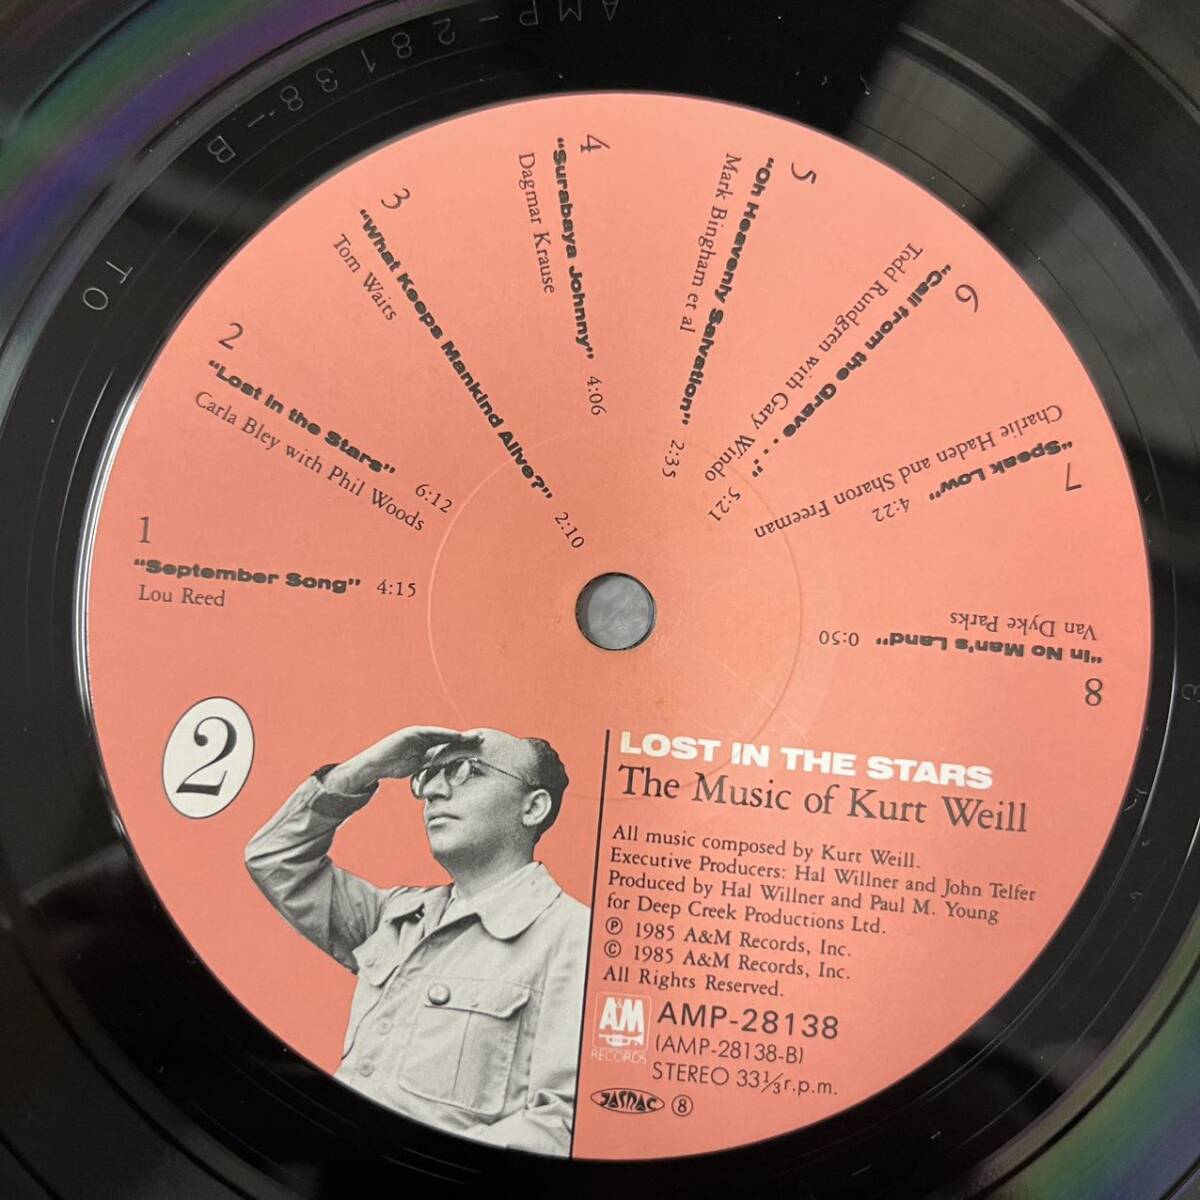 AMP-28138-B
TO
1
"September Song" 4:15
Lou Reed
2
"Lost in the Stars" 6:12
Carla Bley with Phil Woods
3
"What Keeps Mankind Alive?" 2:10
Tom Waits
4
"Surabaya Johnny" 4:06
Dagmar Krause
5
"Oh Heavenly Salvation" 2:35
Mark Bingham et al
6
"Call from the Grave . . ." 5:21
Todd Rundgren with Gary Windo
7
"Speak Low" 4:22
Charlie Haden and Sharon Freeman
8
"In No Man's Land" 0:50
Van Dyke Parks
2
LOST IN THE STARS
The Music of Kurt Weill
All music composed by Kurt Weill.
Executive Producers: Hal Willner and John Telfer
Produced by Hal Willner and Paul M. Young
for Deep Creek Productions Ltd.
℗ 1985 A&M Records, Inc.
© 1985 A&M Records, Inc.
All Rights Reserved.
A&M RECORDS
AMP-28138
(AMP-28138-B)
STEREO 33⅓r.p.m.
JASRAC ⑧